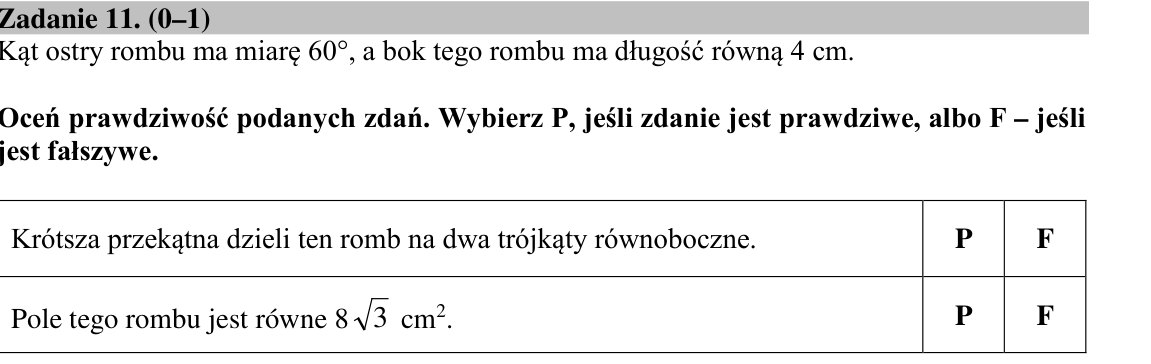 Zadanie 11. (0–1)
Kąt ostry rombu ma miarę 60°, a bok tego rombu ma długość równą 4 cm.
Oceń prawdziwość podanych zdań. Wybierz P, jeśli zdanie jest prawdziwe, albo F – jeśli
jest fałszywe.
Krótsza przekątna dzieli ten romb na dwa trójkąty równoboczne. P F
Pole tego rombu jest równe 8√3 cm². P F